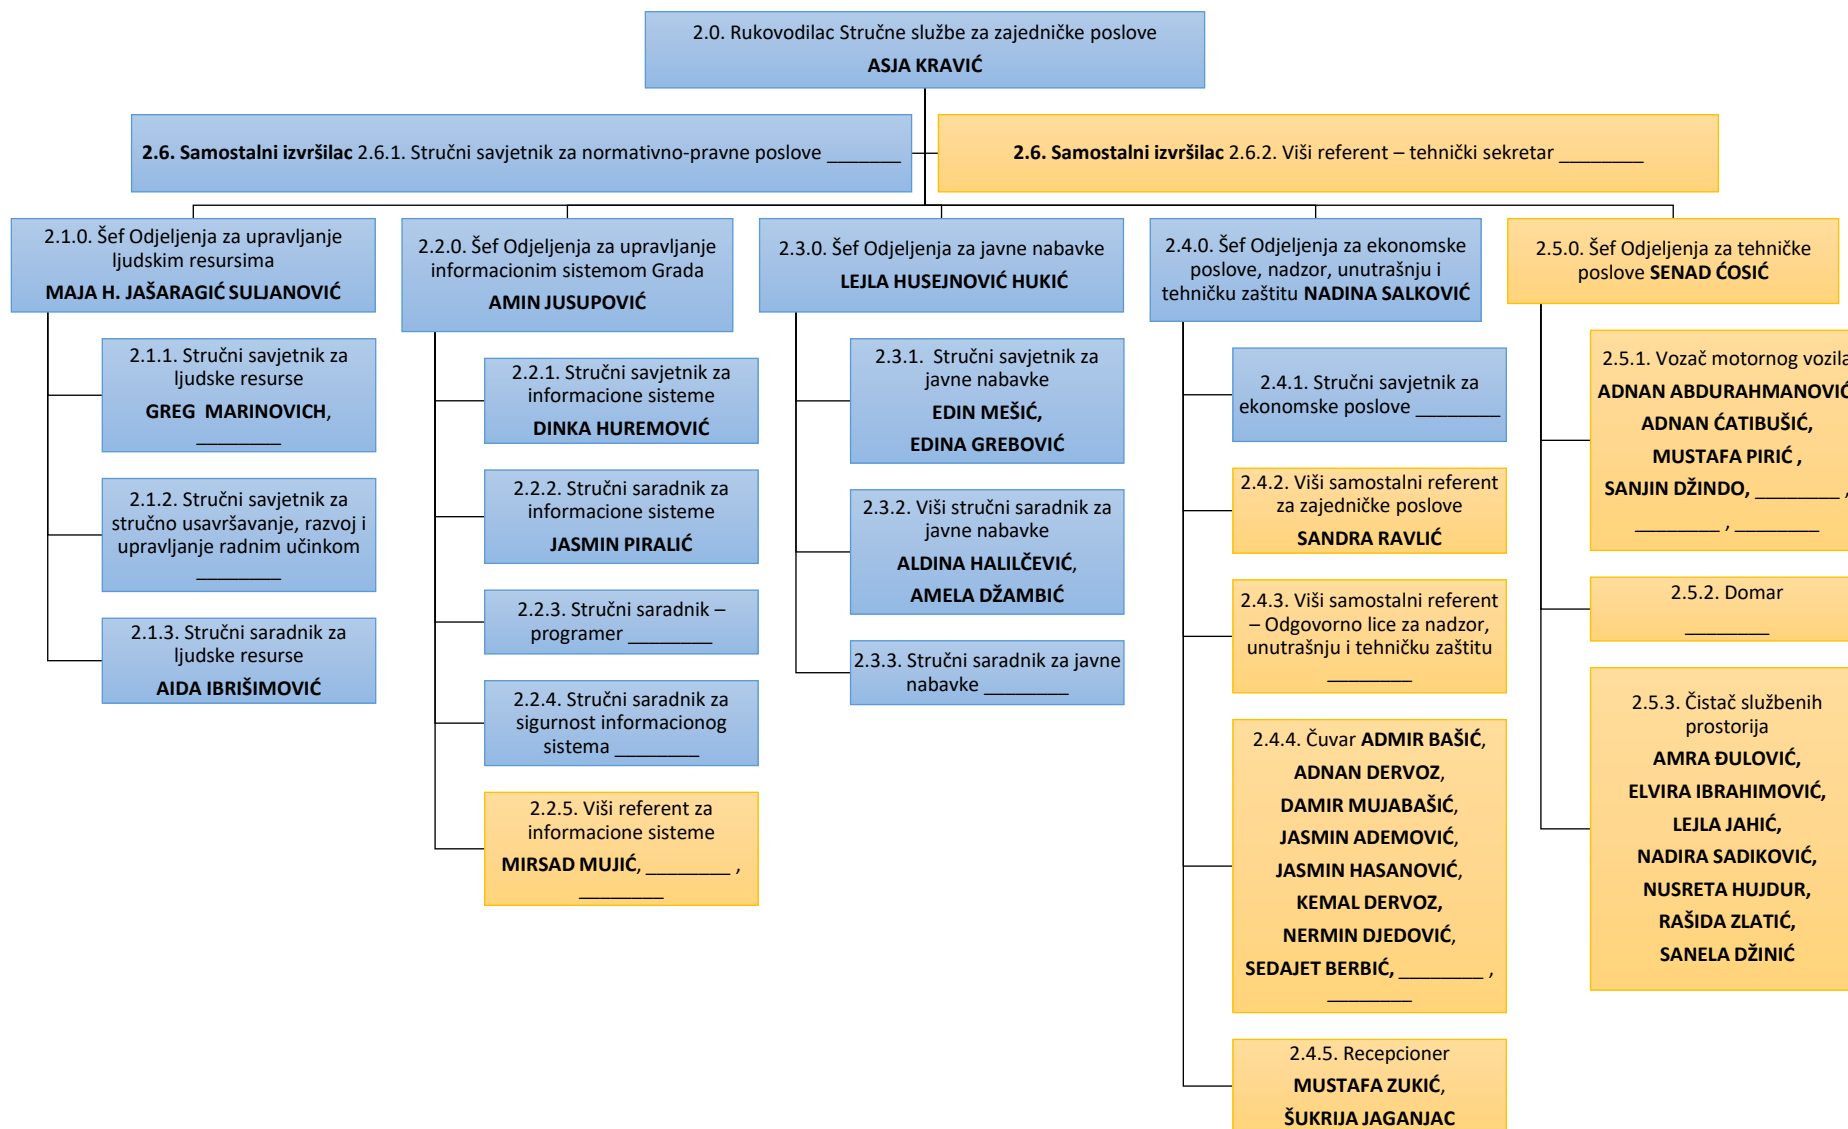 2.0. Rukovodilac Stručne službe za zajedničke poslove
ASJA KRAVIĆ
2.6. Samostalni izvršilac 2.6.1. Stručni savjetnik za normativno-pravne poslove _______
2.6. Samostalni izvršilac 2.6.2. Viši referent – tehnički sekretar ________
2.1.0. Šef Odjeljenja za upravljanje
ljudskim resursima
MAJA H. JAŠARAGIĆ SULJANOVIĆ
2.1.1. Stručni savjetnik za
ljudske resurse
GREG MARINOVICH,
________
2.1.2. Stručni savjetnik za
stručno usavršavanje, razvoj i
upravljanje radnim učinkom
________
2.1.3. Stručni saradnik za
ljudske resurse
AIDA IBRIŠIMOVIĆ
2.2.0. Šef Odjeljenja za upravljanje
informacionim sistemom Grada
AMIN JUSUPOVIĆ
2.2.1. Stručni savjetnik za
informacione sisteme
DINKA HUREMOVIĆ
2.2.2. Stručni saradnik za
informacione sisteme
JASMIN PIRALIĆ
2.2.3. Stručni saradnik –
programer ________
2.2.4. Stručni saradnik za
sigurnost informacionog
sistema ________
2.2.5. Viši referent za
informacione sisteme
MIRSAD MUJIĆ, ________ ,
________
2.3.0. Šef Odjeljenja za javne nabavke
LEJLA HUSEJNOVIĆ HUKIĆ
2.3.1. Stručni savjetnik za
javne nabavke
EDIN MEŠIĆ,
EDINA GREBOVIĆ
2.3.2. Viši stručni saradnik za
javne nabavke
ALDINA HALILČEVIĆ,
AMELA DŽAMBIĆ
2.3.3. Stručni saradnik za javne
nabavke ________
2.4.0. Šef Odjeljenja za ekonomske
poslove, nadzor, unutrašnju i
tehničku zaštitu NADINA SALKOVIĆ
2.4.1. Stručni savjetnik za
ekonomske poslove ________
2.4.2. Viši samostalni referent
za zajedničke poslove
SANDRA RAVLIĆ
2.4.3. Viši samostalni referent
– Odgovorno lice za nadzor,
unutrašnju i tehničku zaštitu
________
2.4.4. Čuvar ADMIR BAŠIĆ,
ADNAN DERVOZ,
DAMIR MUJABAŠIĆ,
JASMIN ADEMOVIĆ,
JASMIN HASANOVIĆ,
KEMAL DERVOZ,
NERMIN DJEDOVIĆ,
SEDAJET BERBIĆ, ________ ,
________
2.4.5. Recepcioner
MUSTAFA ZUKIĆ,
ŠUKRIJA JAGANJAC
2.5.0. Šef Odjeljenja za tehničke
poslove SENAD ĆOSIĆ
2.5.1. Vozač motornog vozila
ADNAN ABDURAHMANOVIĆ
ADNAN ĆATIBUŠIĆ,
MUSTAFA PIRIĆ ,
SANJIN DŽINDO, ________ ,
________ , ________
2.5.2. Domar
________
2.5.3. Čistač službenih
prostorija
AMRA ĐULOVIĆ,
ELVIRA IBRAHIMOVIĆ,
LEJLA JAHIĆ,
NADIRA SADIKOVIĆ,
NUSRETA HUJDUR,
RAŠIDA ZLATIĆ,
SANELA DŽINIĆ